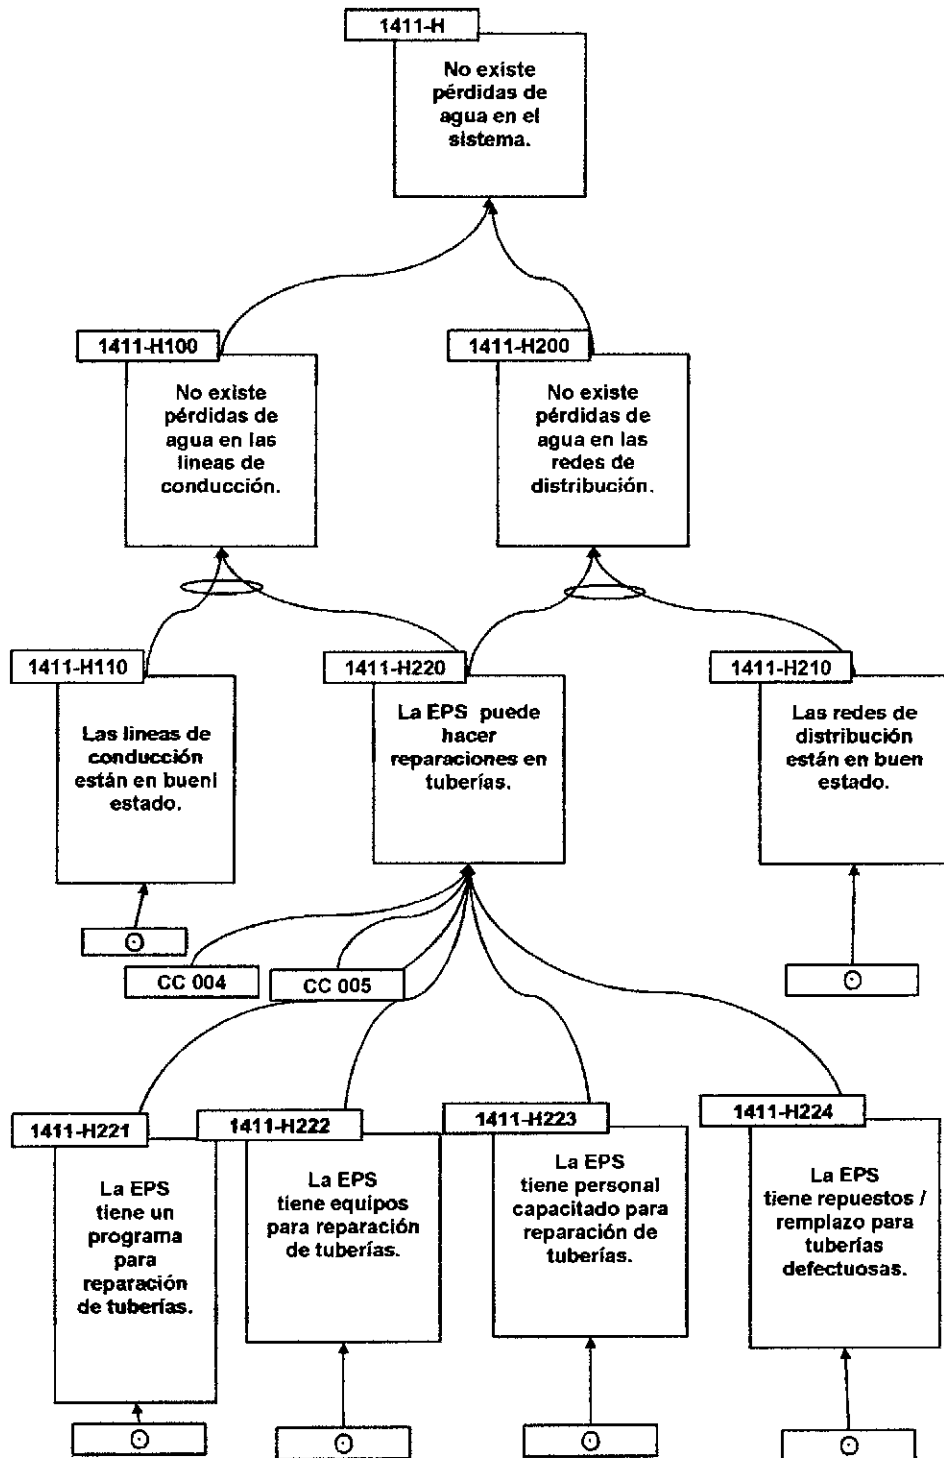 1411-H
No existe
pérdidas de
agua en el
sistema.
1411-H100
No existe
pérdidas de
agua en las
lineas de
conducción.
1411-H200
No existe
pérdidas de
agua en las
redes de
distribución.
1411-H110
Las lineas de
conducción
están en bueni
estado.
1411-H220
La EPS puede
hacer
reparaciones en
tuberías.
1411-H210
Las redes de
distribución
están en buen
estado.
CC 004
CC 005
1411-H221
La EPS
tiene un
programa
para
reparación
de tuberías.
1411-H222
La EPS
tiene equipos
para reparación
de tuberías.
1411-H223
La EPS
tiene personal
capacitado para
reparación de
tuberías.
1411-H224
La EPS
tiene repuestos /
remplazo para
tuberías
defectuosas.